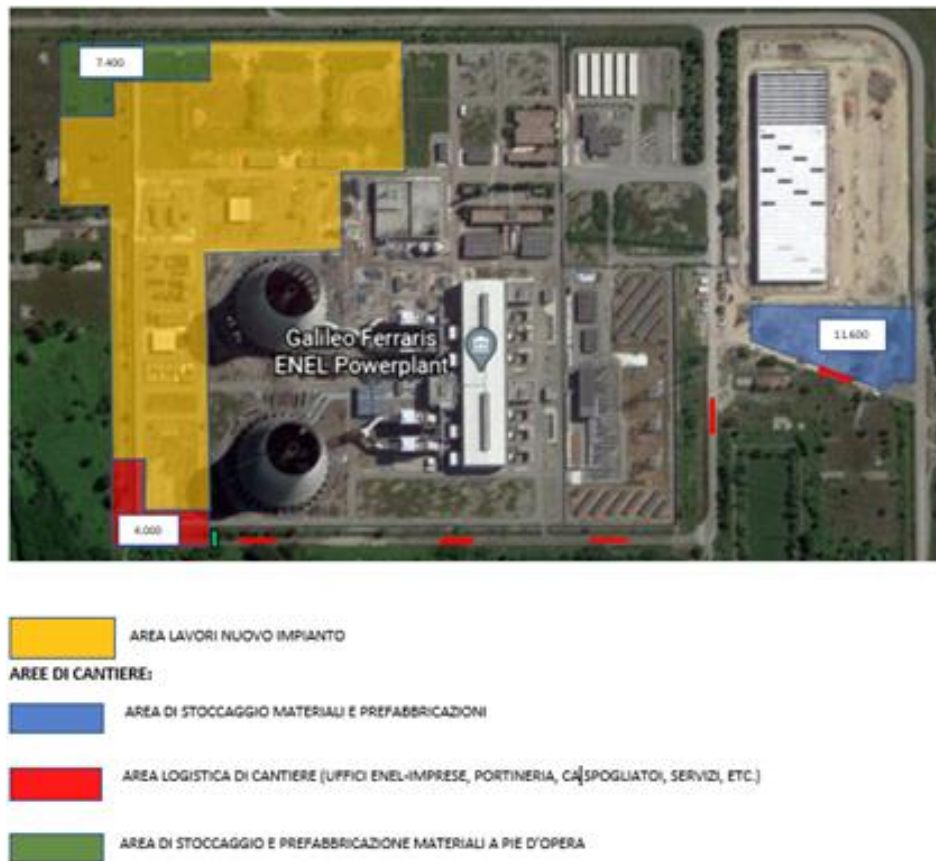 7.400
Galileo Ferraris
ENEL Powerplant
11.600
4.000
AREA LAVORI NUOVO IMPIANTO
AREE DI CANTIERE:
AREA DI STOCCAGGIO MATERIALI E PREFABBRICAZIONI
AREA LOGISTICA DI CANTIERE (UFFICI ENEL-IMPRESE, PORTINERIA, CA SPOGLIATOI, SERVIZI, ETC.)
AREA DI STOCCAGGIO E PREFABBRICAZIONE MATERIALI A PIE D'OPERA